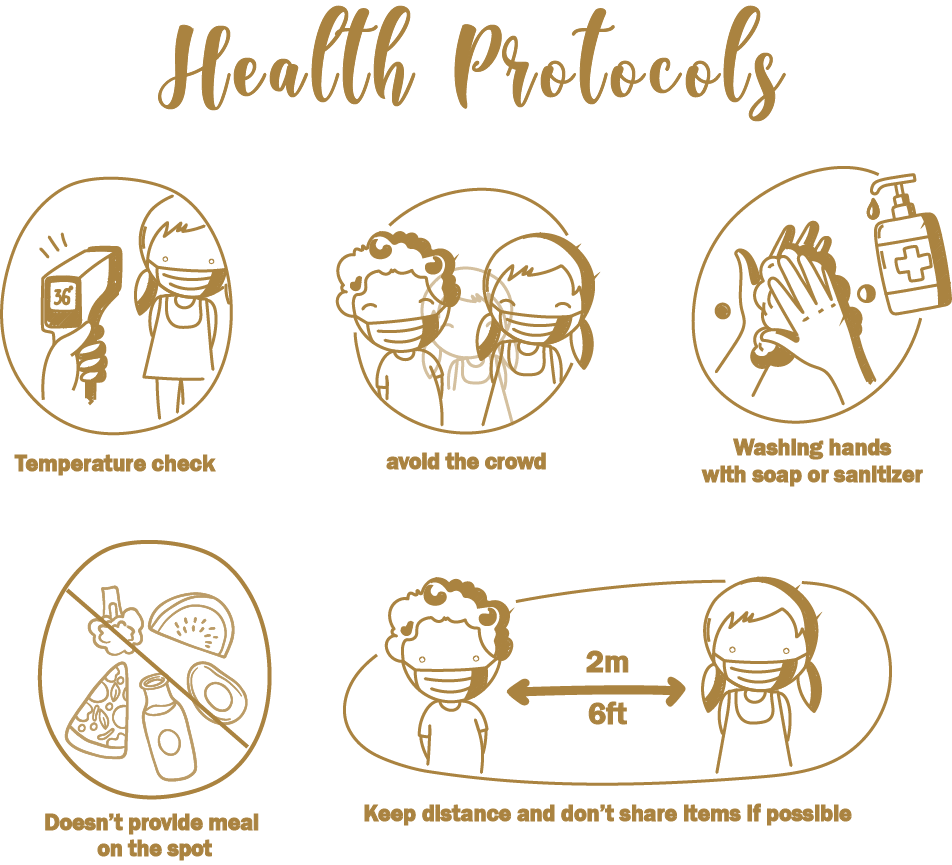 Health Protocols
36°
Temperature check
avoid the crowd
Washing hands
with soap or sanitizer
2m
6ft
Doesn't provide meal
on the spot
Keep distance and don't share items if possible